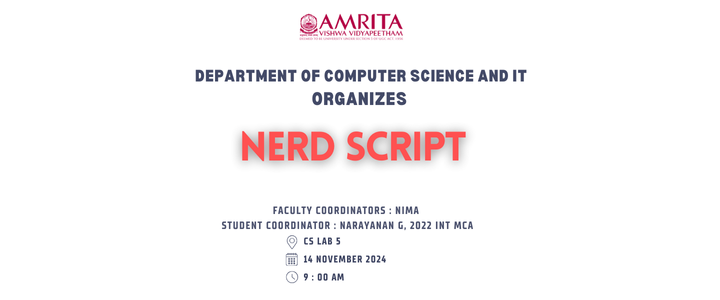 AMRITA
VISHWA VIDYAPEETHAM
DEPARTMENT OF COMPUTER SCIENCE AND IT
ORGANIZES
NERD SCRIPT
FACULTY COORDINATORS : NIMA
STUDENT COORDINATOR : NARAYANAN G, 2022 INT MCA
CS LAB 5
14 NOVEMBER 2024
9 : 00 AM